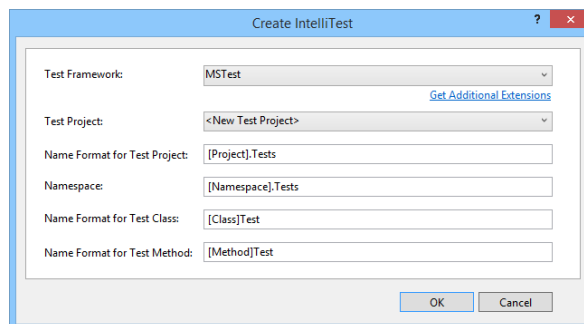 Create IntelliTest
?
Test Framework: MSTest
Get Additional Extensions
Test Project: <New Test Project>
Name Format for Test Project: [Project].Tests
Namespace: [Namespace].Tests
Name Format for Test Class: [Class]Test
Name Format for Test Method: [Method]Test
OK Cancel